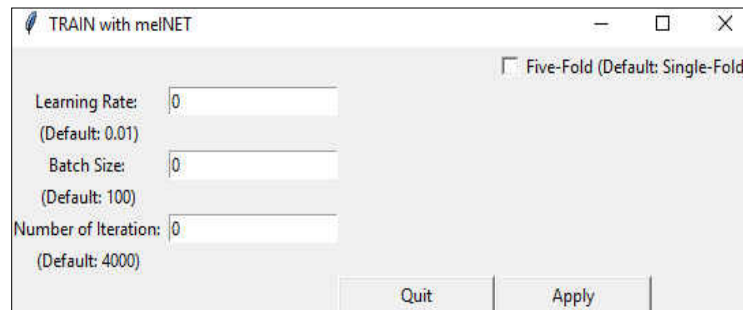 TRAIN with melNET
Five-Fold (Default: Single-Fold
Learning Rate: 0
(Default: 0.01)
Batch Size: 0
(Default: 100)
Number of Iteration: 0
(Default: 4000)
Quit Apply